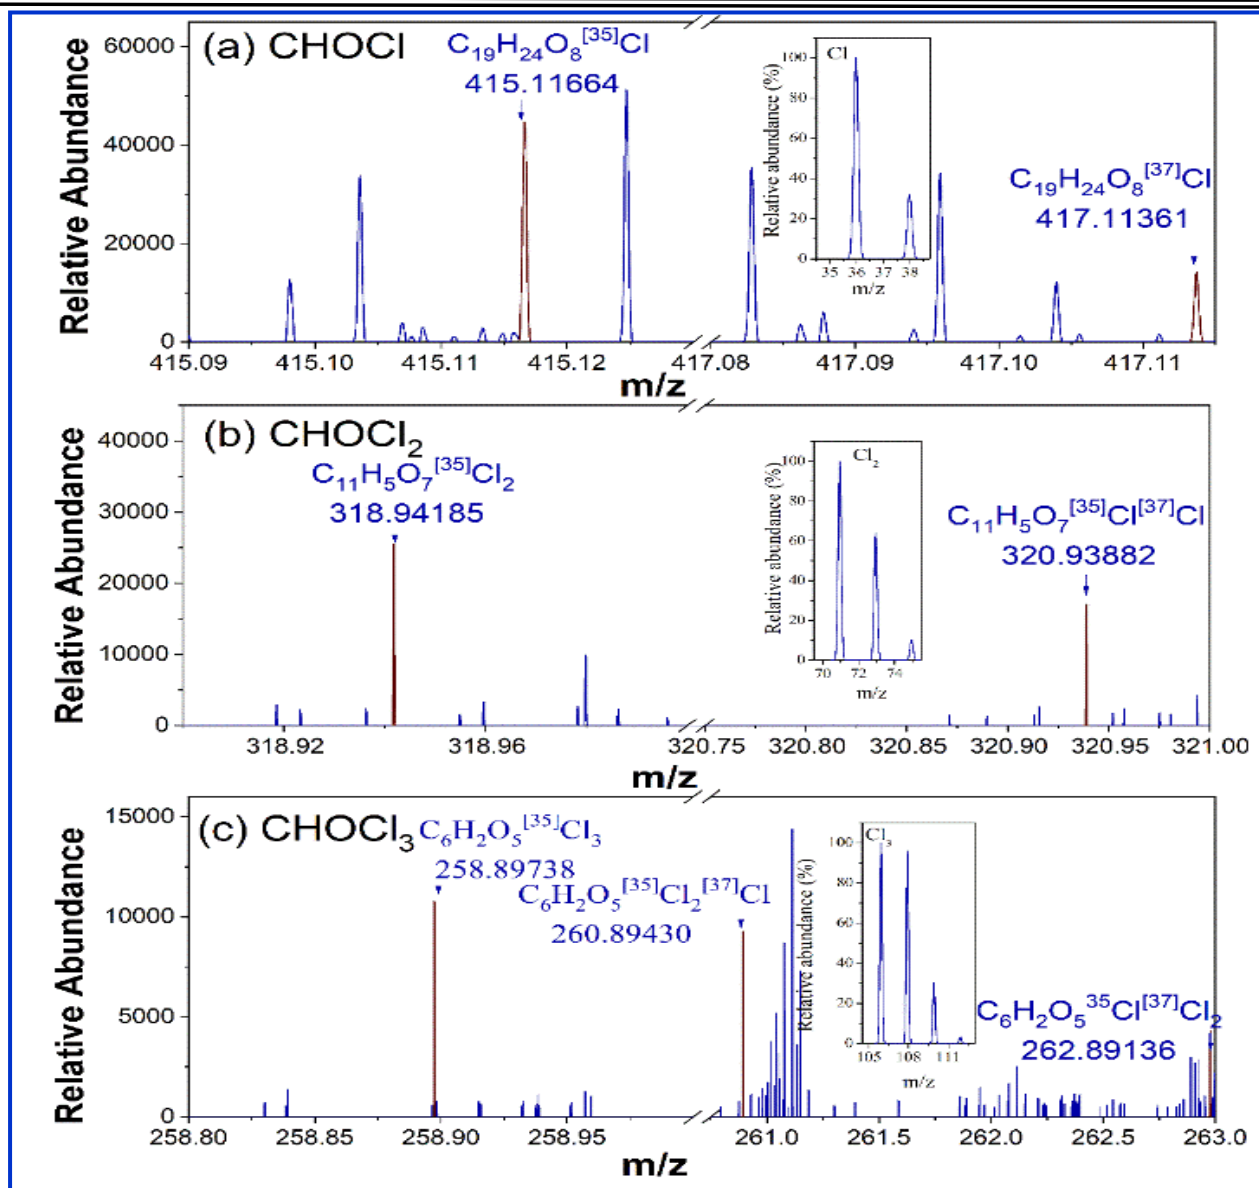 (a) CHOCl
C₁₉H₂₄O₈[35]Cl
415.11664
C₁₉H₂₄O₈[37]Cl
417.11361
Relative Abundance
60000
40000
20000
0
415.09 415.10 415.11 415.12 417.08 417.09 417.10 417.11
m/z
Cl
Relative abundance (%)
100
80
60
40
20
0
35 36 37 38
m/z
(b) CHOCl₂
C₁₁H₅O₇[35]Cl₂
318.94185
C₁₁H₅O₇[35]Cl[37]Cl
320.93882
Relative Abundance
40000
30000
20000
10000
0
318.92 318.96 320.75 320.80 320.85 320.90 320.95 321.00
m/z
Cl₂
Relative abundance (%)
100
80
60
40
20
0
70 72 74
m/z
(c) CHOCl₃
C₆H₂O₅[35]Cl₃
258.89738
C₆H₂O₅[35]Cl₂[37]Cl
260.89430
C₆H₂O₅35Cl[37]Cl₂
262.89136
Relative Abundance
15000
10000
5000
0
258.80 258.85 258.90 258.95 261.0 261.5 262.0 262.5 263.0
m/z
Cl₃
Relative abundance (%)
100
80
60
40
20
0
105 108 111
m/z